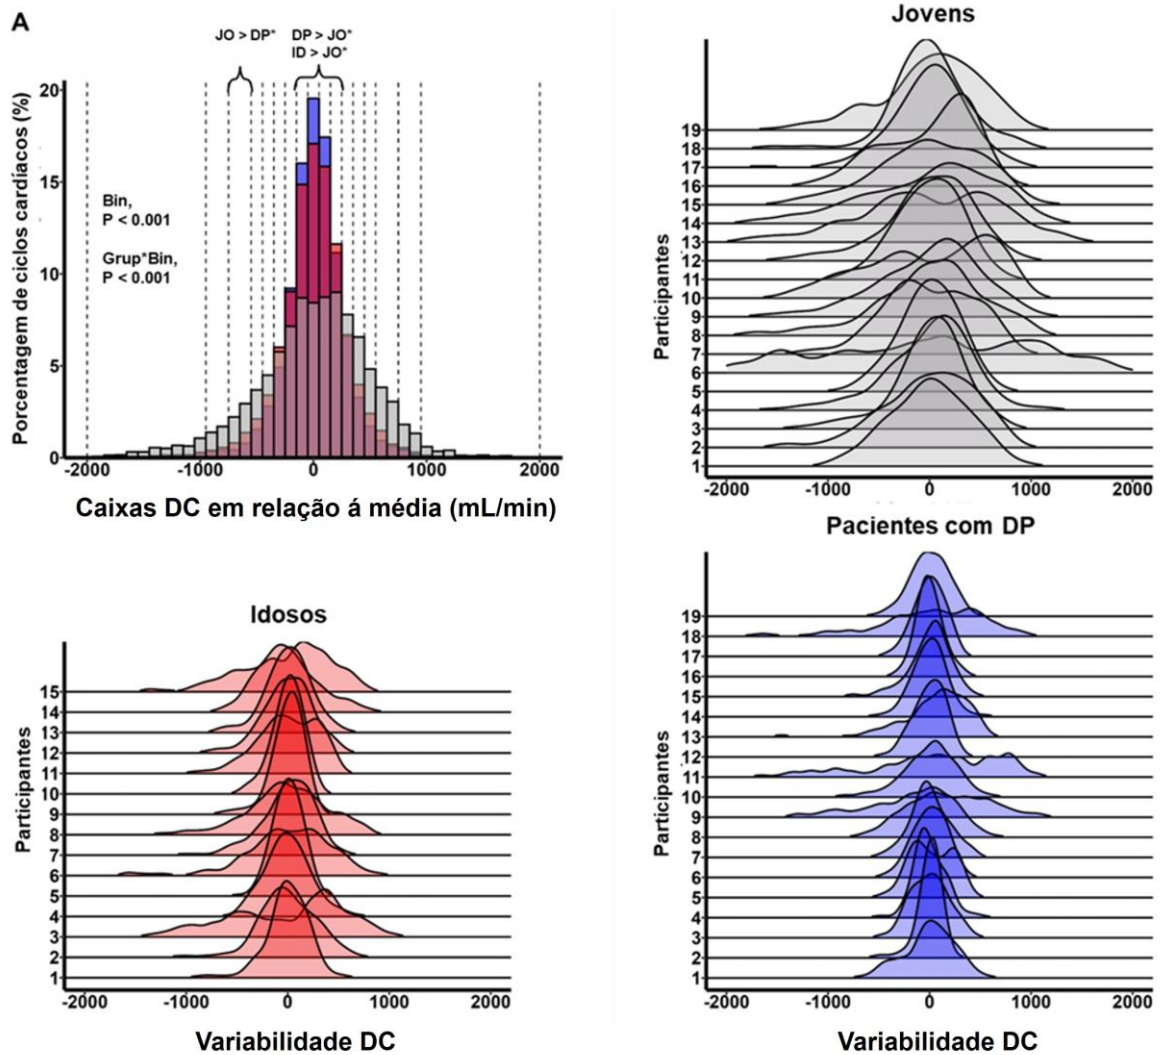 A
JO > DP*
DP > JO*
ID > JO*
20
15
10
5
0
Bin,
P < 0.001
Grup*Bin,
P < 0.001
Porcentagem de ciclos cardíacos (%)
-2000 -1000 0 1000 2000
Caixas DC em relação á média (mL/min)
Jovens
Participantes
19
18
17
16
15
14
13
12
11
10
9
8
7
6
5
4
3
2
1
-2000 -1000 0 1000 2000
Idosos
Participantes
15
14
13
12
11
10
9
8
7
6
5
4
3
2
1
-2000 -1000 0 1000 2000
Variabilidade DC
Pacientes com DP
Participantes
19
18
17
16
15
14
13
12
11
10
9
8
7
6
5
4
3
2
1
-2000 -1000 0 1000 2000
Variabilidade DC